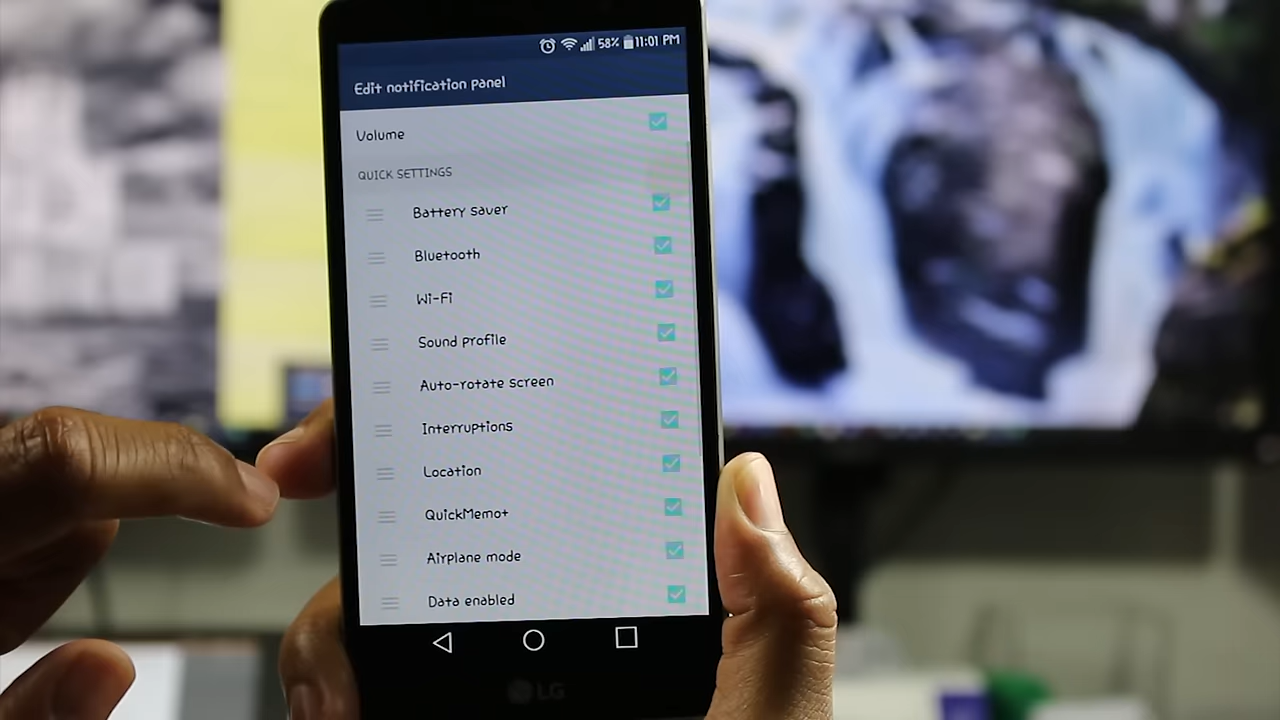 58% 11:01 PM
Edit notification panel
Volume
QUICK SETTINGS
Battery saver
Bluetooth
Wi-Fi
Sound profile
Auto-rotate screen
Interruptions
Location
QuickMemo+
Airplane mode
Data enabled
LG